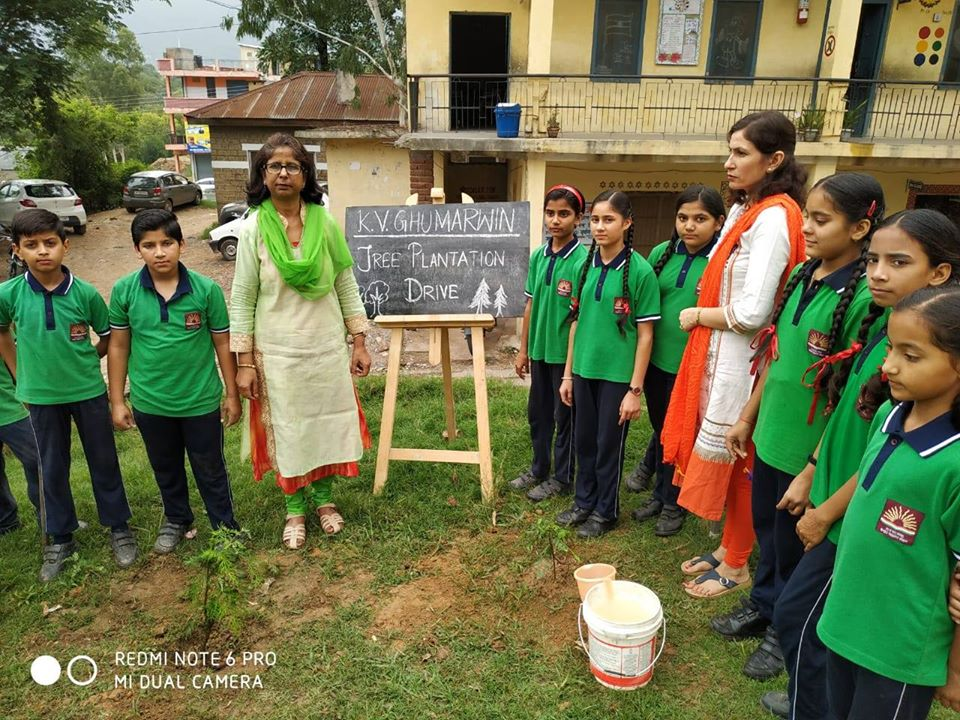 K.V. GHUMARWIN
TREE PLANTATION
DRIVE
REDMI NOTE 6 PRO
MI DUAL CAMERA